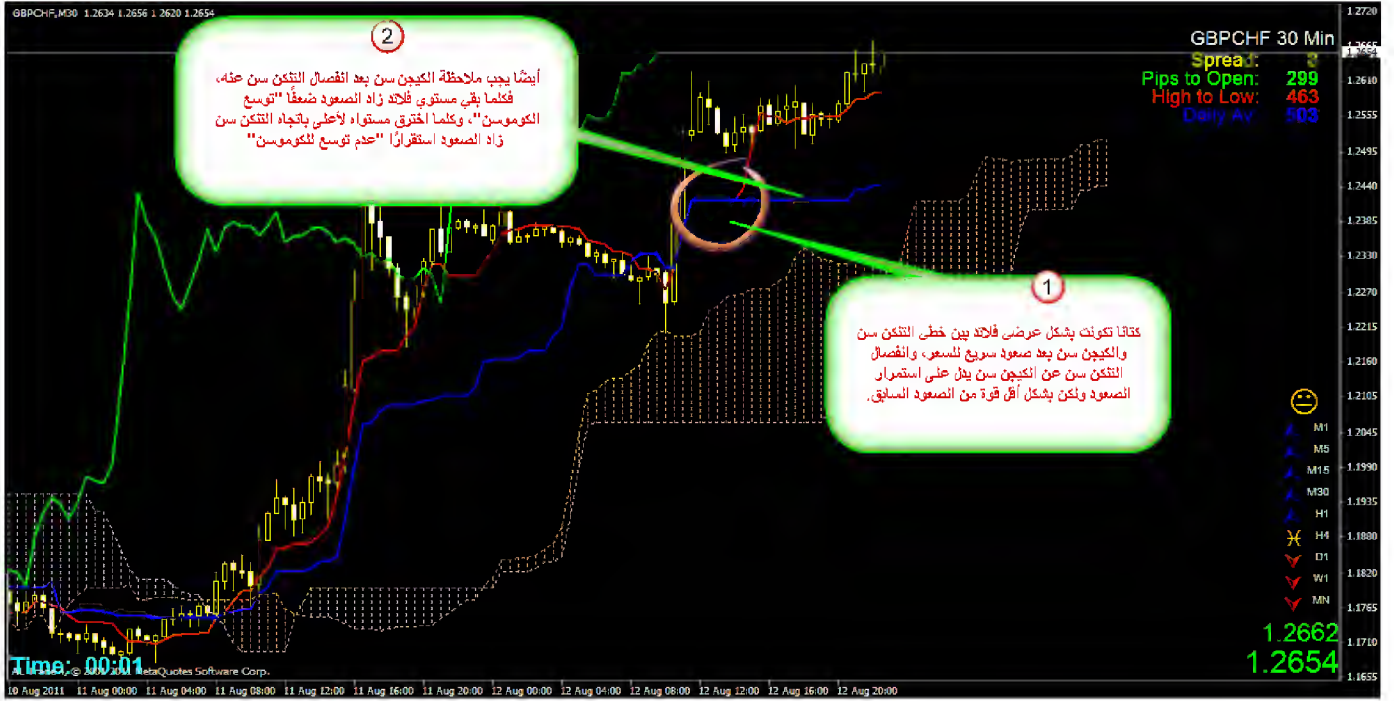 GBPCHF,M30 1.2634 1.2656 1.2620 1.2654
GBPCHF 30 Min
Spread: 8
Pips to Open: 299
High to Low: 463
Daily Av: 503
2
أيضًا يجب ملاحظة الكيجن سن بعد انفصال التنكن سن عنه،
فكلما بقي مستوي فلاتد زاد الصعود ضعفًا "توسع
الكوموسن"، وكلما اخترق مستواه لأعلى باتجاه التنكن سن
زاد الصعود استقرارًا "عدم توسع للكوموسن"
1
كتانا تكونت بشكل عرضي فلاتد بين خطي التنكن سن
والكيجن سن بعد صعود سريع للسعر، وانفصال
التنكن سن عن الكيجن سن يدل على استمرار
الصعود ولكن بشكل أقل قوة من الصعود السابق.
1.2720
1.2665
1.2654
1.2610
1.2555
1.2495
1.2440
1.2385
1.2330
1.2270
1.2215
1.2160
1.2105
1.2045
1.1990
1.1935
1.1880
1.1820
1.1765
1.1710
1.1655
M1
M5
M15
M30
H1
H4
D1
W1
MN
1.2662
1.2654
Time: 00:01
MetaQuotes Software Corp.
10 Aug 2011 11 Aug 00:00 11 Aug 04:00 11 Aug 08:00 11 Aug 12:00 11 Aug 16:00 11 Aug 20:00 12 Aug 00:00 12 Aug 04:00 12 Aug 08:00 12 Aug 12:00 12 Aug 16:00 12 Aug 20:00